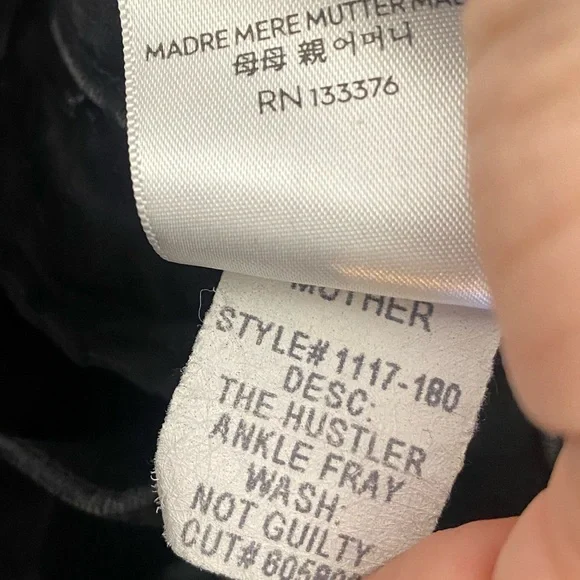 MADRE MERE MUTTER
母母 親 어머니
RN 133376
MOTHER
STYLE# 1117-180
DESC:
THE HUSTLER
ANKLE FRAY
WASH:
NOT GUILTY
CUT#